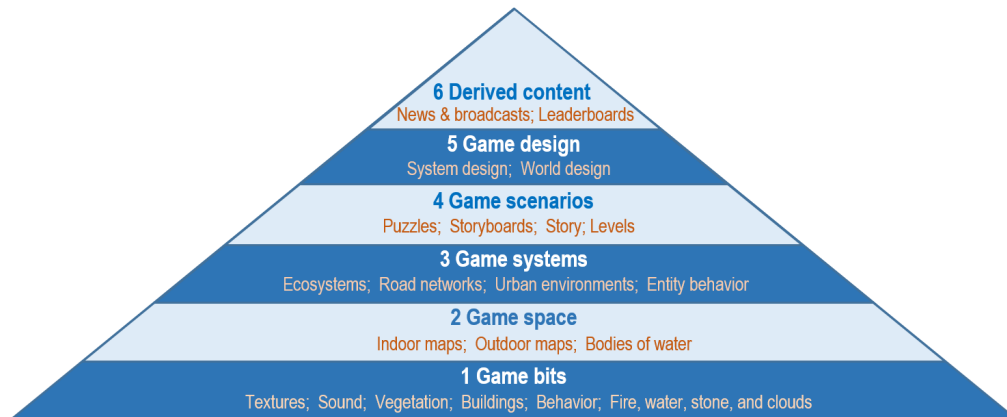 6 Derived content
News & broadcasts; Leaderboards
5 Game design
System design; World design
4 Game scenarios
Puzzles; Storyboards; Story; Levels
3 Game systems
Ecosystems; Road networks; Urban environments; Entity behavior
2 Game space
Indoor maps; Outdoor maps; Bodies of water
1 Game bits
Textures; Sound; Vegetation; Buildings; Behavior; Fire, water, stone, and clouds